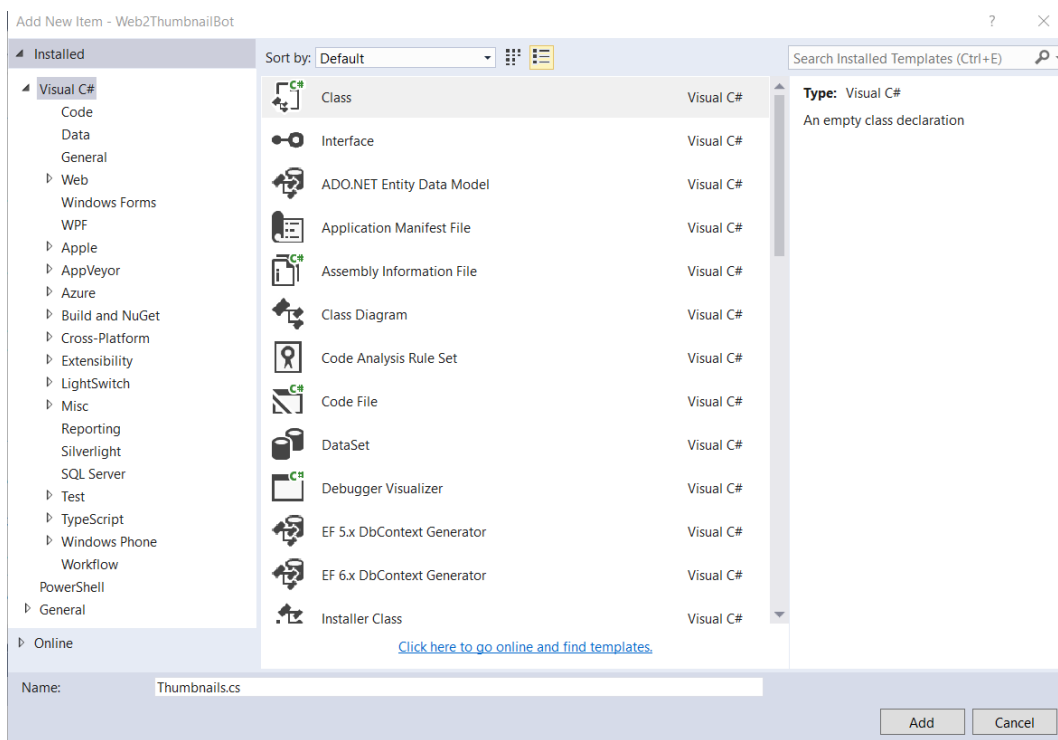 Add New Item - Web2ThumbnailBot
?
Installed
Sort by: Default
Search Installed Templates (Ctrl+E)
Visual C#
Code
Data
General
Web
Windows Forms
WPF
Apple
AppVeyor
Azure
Build and NuGet
Cross-Platform
Extensibility
LightSwitch
Misc
Reporting
Silverlight
SQL Server
Test
TypeScript
Windows Phone
Workflow
PowerShell
General
Online
C# Class Visual C#
Interface Visual C#
ADO.NET Entity Data Model Visual C#
Application Manifest File Visual C#
C# Assembly Information File Visual C#
Class Diagram Visual C#
Code Analysis Rule Set Visual C#
C# Code File Visual C#
DataSet Visual C#
C# Debugger Visualizer Visual C#
EF 5.x DbContext Generator Visual C#
EF 6.x DbContext Generator Visual C#
Installer Class Visual C#
Click here to go online and find templates.
Type: Visual C#
An empty class declaration
Name: Thumbnails.cs
Add Cancel